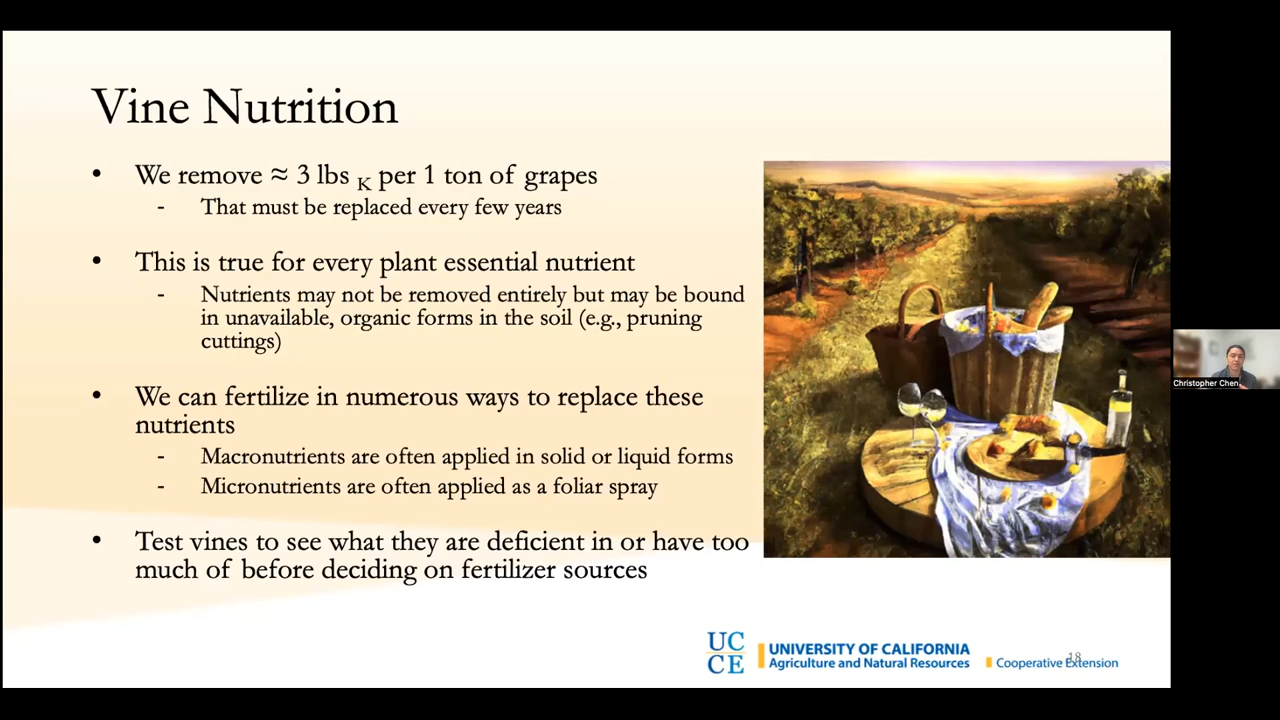 Vine Nutrition
• We remove ≈ 3 lbs K per 1 ton of grapes
- That must be replaced every few years
• This is true for every plant essential nutrient
- Nutrients may not be removed entirely but may be bound
in unavailable, organic forms in the soil (e.g., pruning
cuttings)
• We can fertilize in numerous ways to replace these
nutrients
- Macronutrients are often applied in solid or liquid forms
- Micronutrients are often applied as a foliar spray
• Test vines to see what they are deficient in or have too
much of before deciding on fertilizer sources
Christopher Chen
UC
CE
UNIVERSITY OF CALIFORNIA
Agriculture and Natural Resources
Cooperative Extension
18